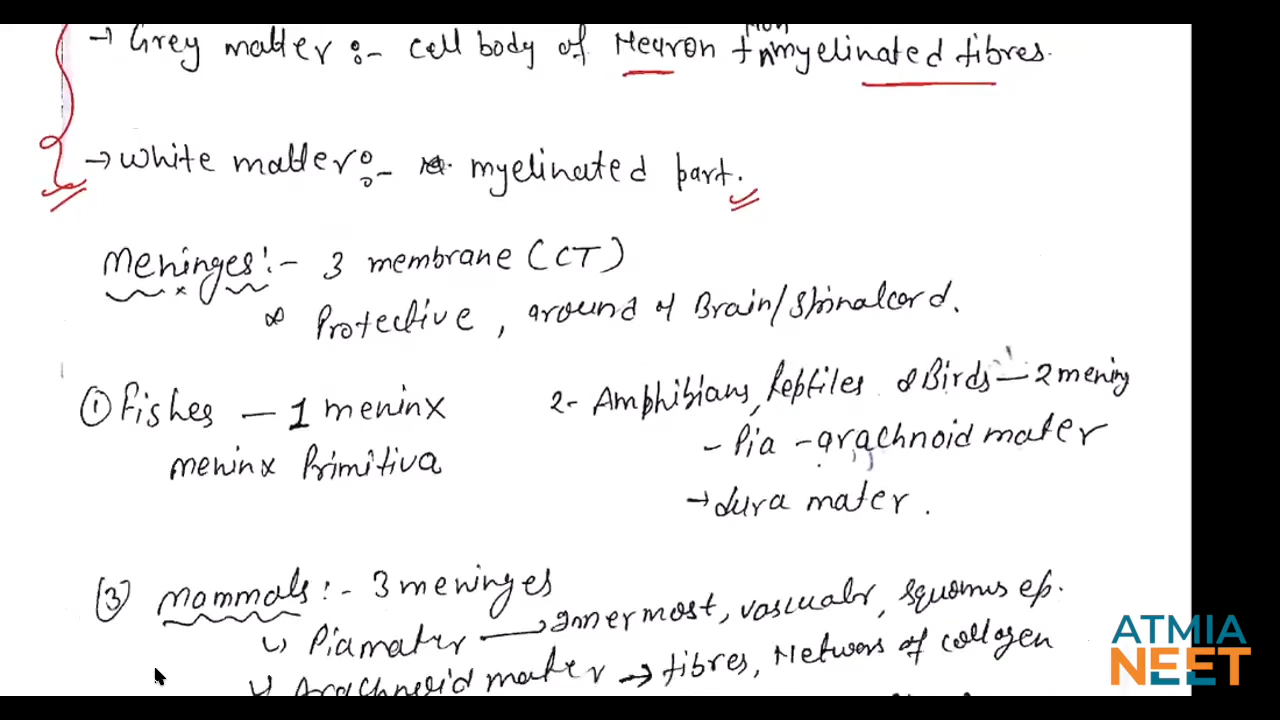 → Grey matter :- cell body of Neuron + Non myelinated fibres.
→ White matter :- myelinated part.
Meninges :- 3 membrane (CT)
Protective, around of Brain/Spinalcord.
① Fishes — 1 meninx
meninx Primitiva
2- Amphibians, Reptiles & Birds — 2 mening
- Pia - arachnoid mater
→ dura mater.
③ Mammals :- 3 meninges
Piamater → Innermost, vascualr, squamus ep.
Arachnoid mater → fibres, Network of collagen
ATMIA
NEET